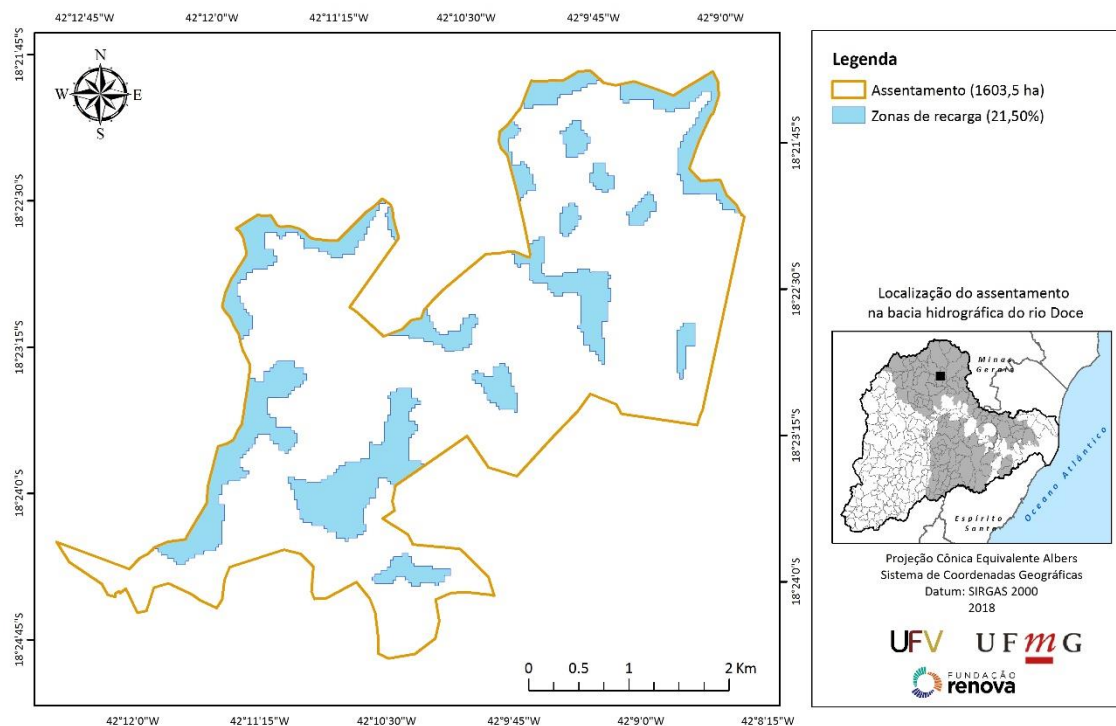 42°12'45"W 42°12'0"W 42°11'15"W 42°10'30"W 42°9'45"W 42°9'0"W
18°21'45"S
18°22'30"S
18°23'15"S
18°24'0"S
18°24'45"S
N
W E
S
18°21'45"S
18°22'30"S
18°23'15"S
18°24'0"S
0 0.5 1 2 Km
42°12'0"W 42°11'15"W 42°10'30"W 42°9'45"W 42°9'0"W 42°8'15"W
Legenda
Assentamento (1603,5 ha)
Zonas de recarga (21,50%)
Localização do assentamento
na bacia hidrográfica do rio Doce
Minas
Gerais
Espírito
Santo
Oceano Atlántico
Projeção Cônica Equivalente Albers
Sistema de Coordenadas Geográficas
Datum: SIRGAS 2000
2018
UFV UFmG
FUNDAÇÃO
renova